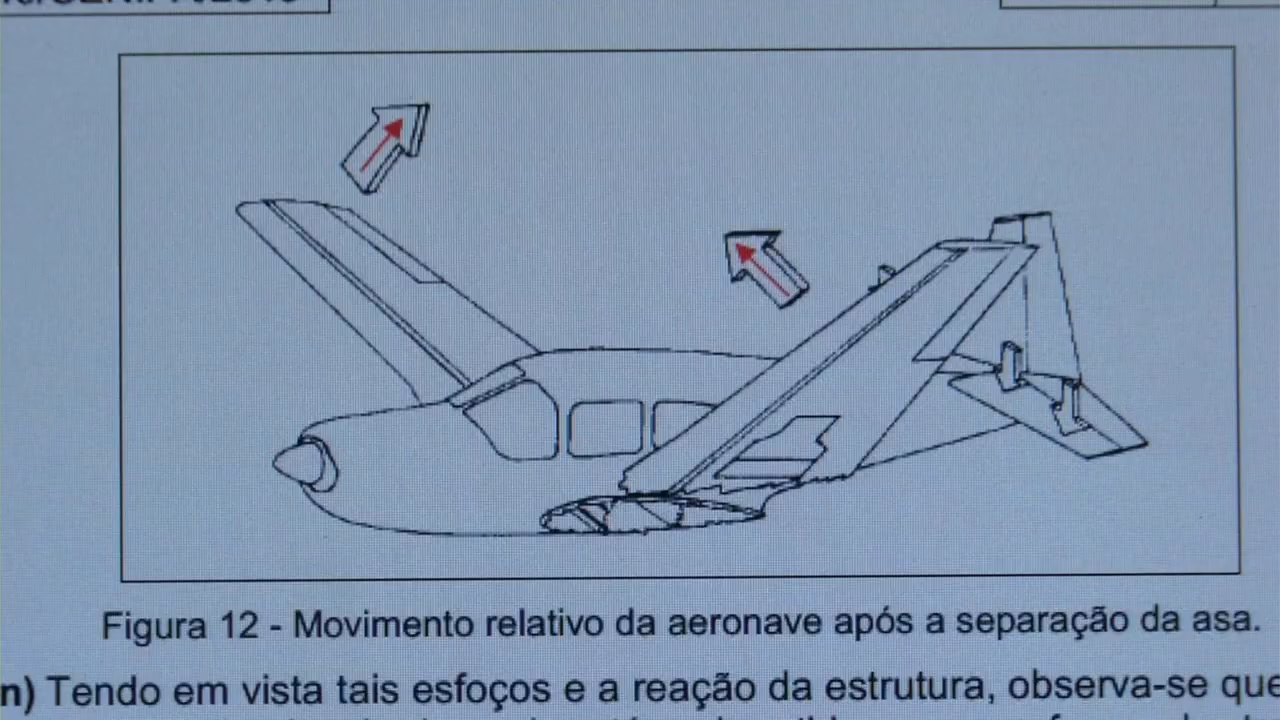 Figura 12 - Movimento relativo da aeronave após a separação da asa.
n) Tendo em vista tais esfoços e a reação da estrutura, observa-se que